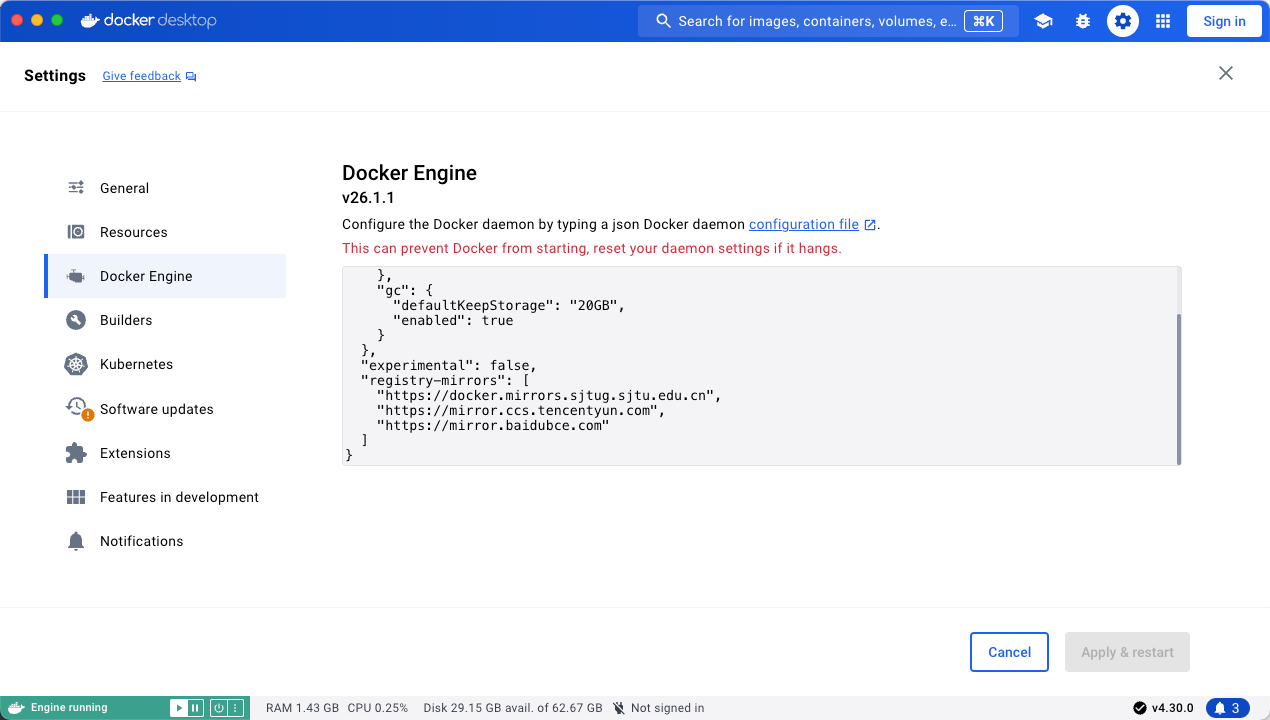 docker desktop
Search for images, containers, volumes, e... ⌘K
Sign in
Settings
Give feedback
General
Resources
Docker Engine
Builders
Kubernetes
Software updates
Extensions
Features in development
Notifications
Docker Engine
v26.1.1
Configure the Docker daemon by typing a json Docker daemon configuration file.
This can prevent Docker from starting, reset your daemon settings if it hangs.
    },
    "gc": {
      "defaultKeepStorage": "20GB",
      "enabled": true
    }
  },
  "experimental": false,
  "registry-mirrors": [
    "https://docker.mirrors.sjtug.sjtu.edu.cn",
    "https://mirror.ccs.tencentyun.com",
    "https://mirror.baidubce.com"
  ]
}
Cancel
Apply & restart
Engine running
RAM 1.43 GB CPU 0.25% Disk 29.15 GB avail. of 62.67 GB Not signed in
v4.30.0
3